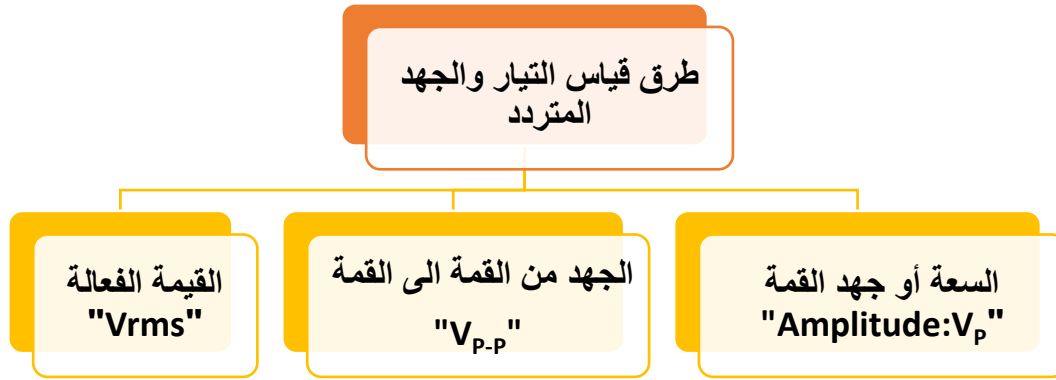 طرق قياس التيار والجهد
المتردد
السعة أو جهد القمة
"Amplitude:VP"
الجهد من القمة الى القمة
"VP-P"
القيمة الفعالة
"Vrms"